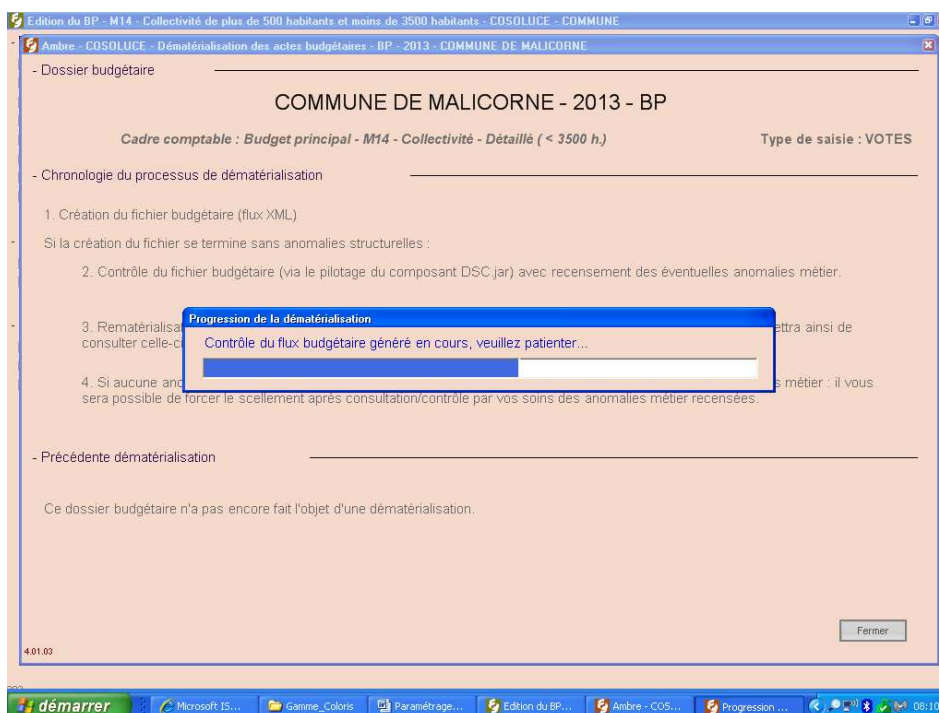 Edition du BP - M14 - Collectivité de plus de 500 habitants et moins de 3500 habitants - COSOLUCE - COMMUNE
Ambre - COSOLUCE - Dématérialisation des actes budgétaires - BP - 2013 - COMMUNE DE MALICORNE
- Dossier budgétaire
COMMUNE DE MALICORNE - 2013 - BP
Cadre comptable : Budget principal - M14 - Collectivité - Détaillé ( < 3500 h.) Type de saisie : VOTES
- Chronologie du processus de dématérialisation
1. Création du fichier budgétaire (flux XML)
Si la création du fichier se termine sans anomalies structurelles :
2. Contrôle du fichier budgétaire (via le pilotage du composant DSC.jar) avec recensement des éventuelles anomalies métier.
Progression de la dématérialisation
3. Rematérialisa ettra ainsi de
Contrôle du flux budgétaire généré en cours, veuillez patienter...
consulter celle-ci
4. Si aucune ano s métier : il vous
sera possible de forcer le scellement après consultation/contrôle par vos soins des anomalies métier recensées.
- Précédente dématérialisation
Ce dossier budgétaire n'a pas encore fait l'objet d'une dématérialisation.
Fermer
4.01.03
démarrer Microsoft IS... Gamme_Coloris Paramétrage... Edition du BP... Ambre - COS... Progression ... 08:10